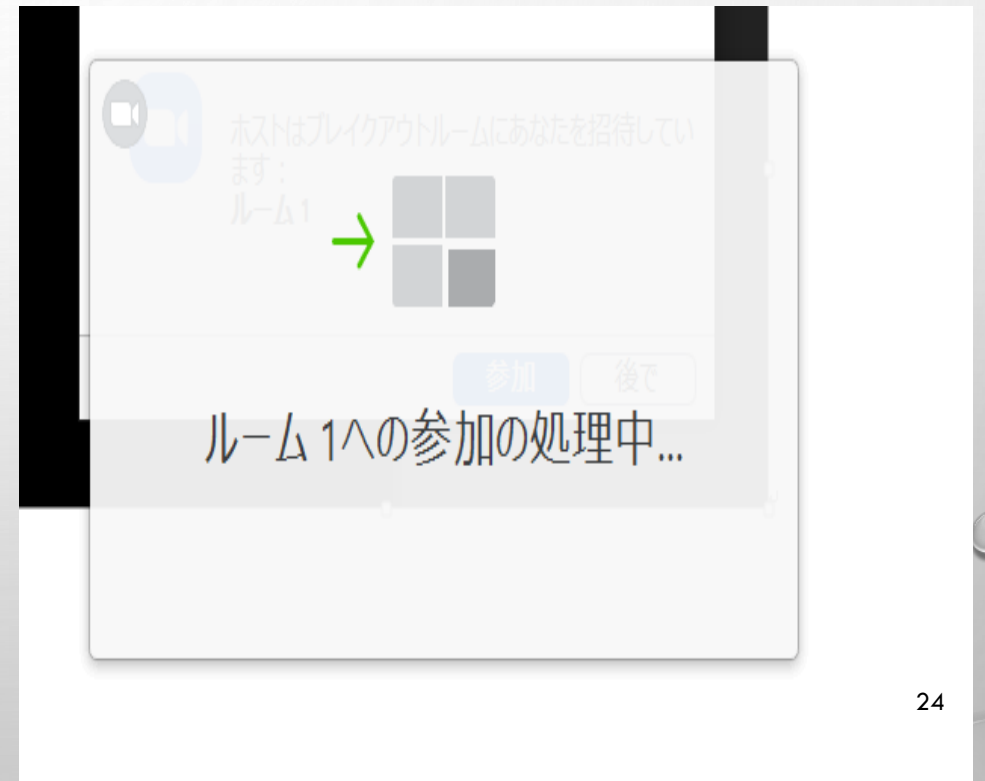 ホストはブレイクアウトルームにあなたを招待してい
ます：
ルーム 1
参加
後で
ルーム 1への参加の処理中...
24